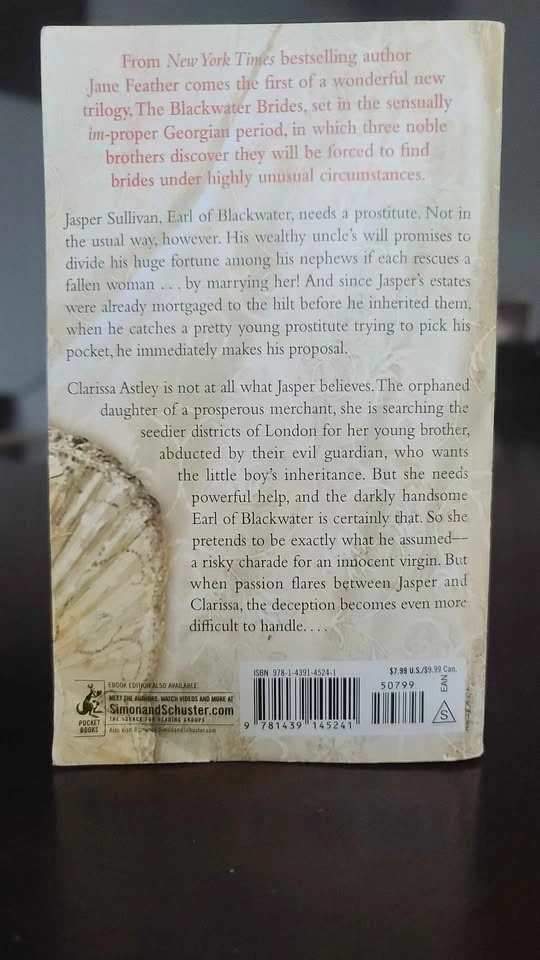 From New York Times bestselling author
Jane Feather comes the first of a wonderful new
trilogy, The Blackwater Brides, set in the sensually
im-proper Georgian period, in which three noble
brothers discover they will be forced to find
brides under highly unusual circumstances.
Jasper Sullivan, Earl of Blackwater, needs a prostitute. Not in
the usual way, however. His wealthy uncle's will promises to
divide his huge fortune among his nephews if each rescues a
fallen woman . . . by marrying her! And since Jasper's estates
were already mortgaged to the hilt before he inherited them,
when he catches a pretty young prostitute trying to pick his
pocket, he immediately makes his proposal.
Clarissa Astley is not at all what Jasper believes. The orphaned
daughter of a prosperous merchant, she is searching the
seedier districts of London for her young brother,
abducted by their evil guardian, who wants
the little boy's inheritance. But she needs
powerful help, and the darkly handsome
Earl of Blackwater is certainly that. So she
pretends to be exactly what he assumed—
a risky charade for an innocent virgin. But
when passion flares between Jasper and
Clarissa, the deception becomes even more
difficult to handle. . . .
POCKET
BOOKS
EBOOK EDITION ALSO AVAILABLE
MEET THE AUTHORS, WATCH VIDEOS AND MORE AT
SimonandSchuster.com
THE SOURCE FOR READING GROUPS
Also visit
ISBN 978-1-4391-4524-1
$7.99 U.S./$9.99 Can.
50799
EAN
S
9 781439 145241